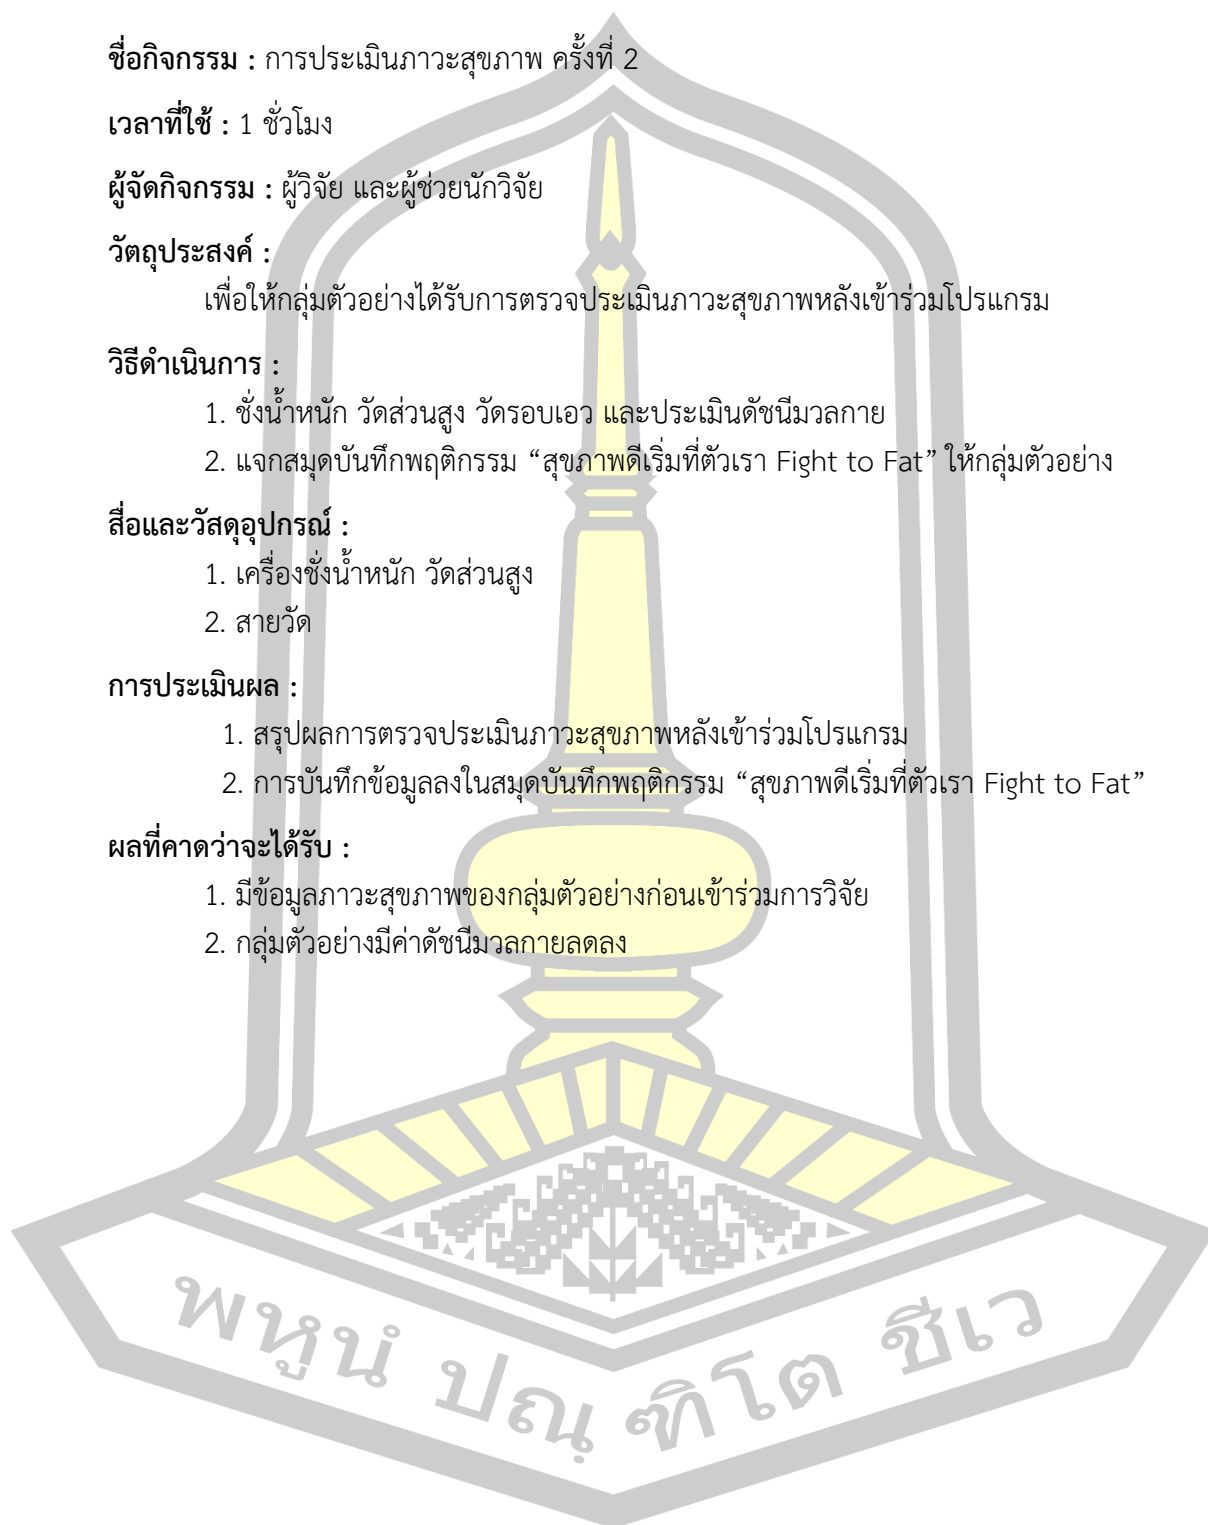 ชื่อกิจกรรม : การประเมินภาวะสุขภาพ ครั้งที่ 2
เวลาที่ใช้ : 1 ชั่วโมง
ผู้จัดกิจกรรม : ผู้วิจัย และผู้ช่วยนักวิจัย
วัตถุประสงค์ :
เพื่อให้กลุ่มตัวอย่างได้รับการตรวจประเมินภาวะสุขภาพหลังเข้าร่วมโปรแกรม
วิธีดำเนินการ :
1. ชั่งน้ำหนัก วัดส่วนสูง วัดรอบเอว และประเมินดัชนีมวลกาย
2. แจกสมุดบันทึกพฤติกรรม “สุขภาพดีเริ่มที่ตัวเรา Fight to Fat” ให้กลุ่มตัวอย่าง
สื่อและวัสดุอุปกรณ์ :
1. เครื่องชั่งน้ำหนัก วัดส่วนสูง
2. สายวัด
การประเมินผล :
1. สรุปผลการตรวจประเมินภาวะสุขภาพหลังเข้าร่วมโปรแกรม
2. การบันทึกข้อมูลลงในสมุดบันทึกพฤติกรรม “สุขภาพดีเริ่มที่ตัวเรา Fight to Fat”
ผลที่คาดว่าจะได้รับ :
1. มีข้อมูลภาวะสุขภาพของกลุ่มตัวอย่างก่อนเข้าร่วมการวิจัย
2. กลุ่มตัวอย่างมีค่าดัชนีมวลกายลดลง
พหูนํ ปณฺฑิโต ชีเว